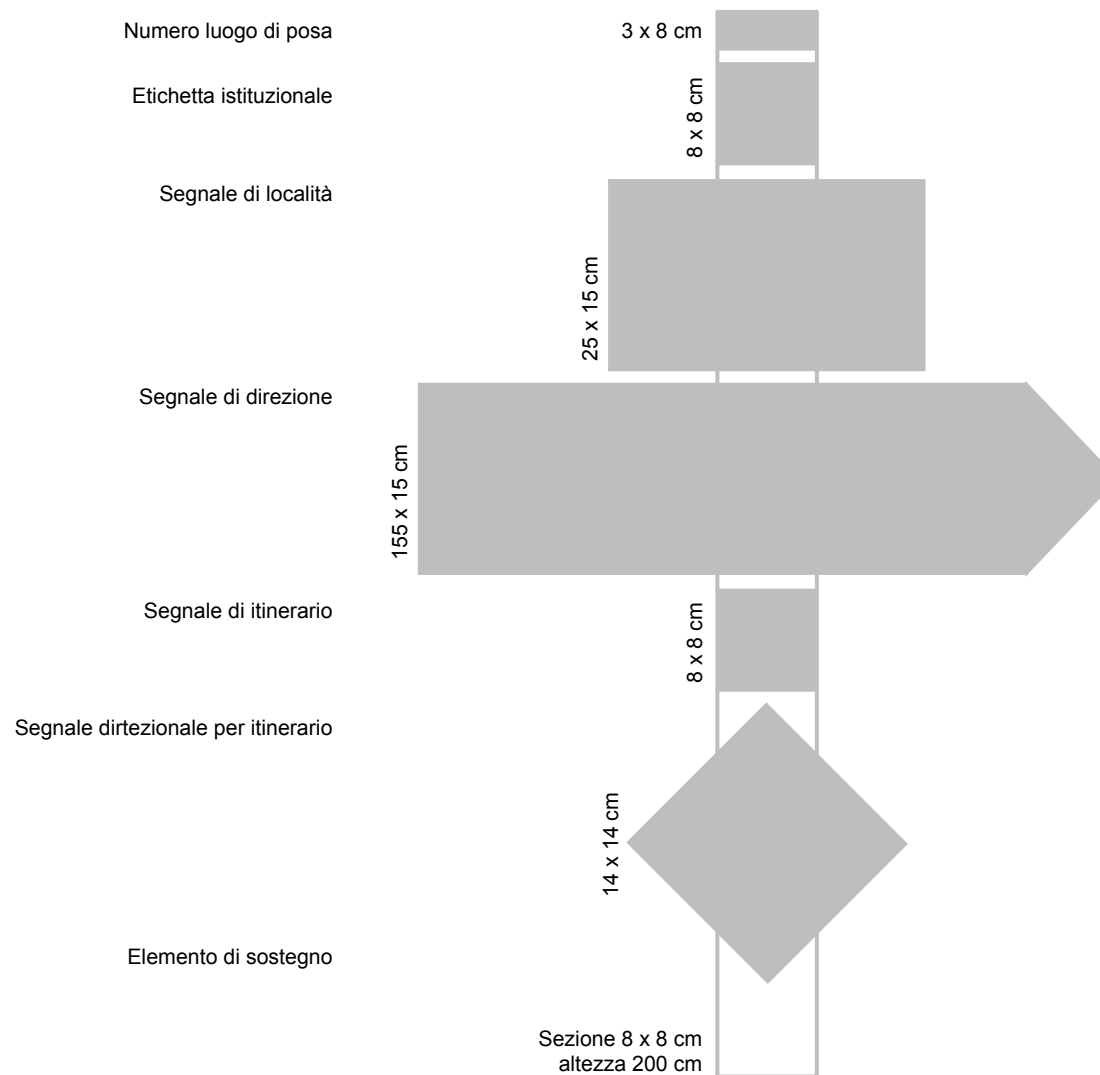 Numero luogo di posa
3 x 8 cm
Etichetta istituzionale
8 x 8 cm
Segnale di località
25 x 15 cm
Segnale di direzione
155 x 15 cm
Segnale di itinerario
8 x 8 cm
Segnale dirtezionale per itinerario
14 x 14 cm
Elemento di sostegno
Sezione 8 x 8 cm
altezza 200 cm